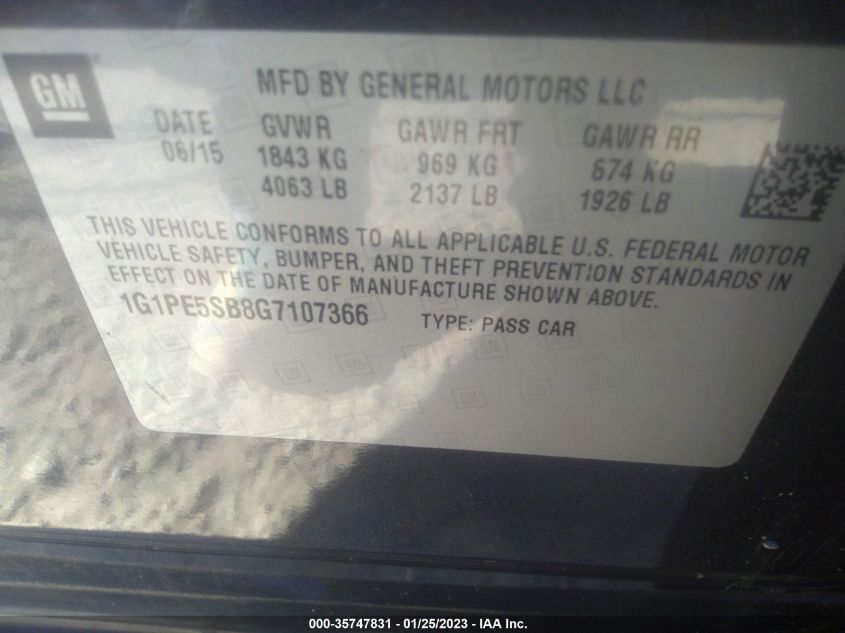 GM
MFD BY GENERAL MOTORS LLC
DATE GVWR GAWR FRT GAWR RR
06/15 1843 KG 969 KG 874 KG
4063 LB 2137 LB 1926 LB
THIS VEHICLE CONFORMS TO ALL APPLICABLE U.S. FEDERAL MOTOR
VEHICLE SAFETY, BUMPER, AND THEFT PREVENTION STANDARDS IN
EFFECT ON THE DATE OF MANUFACTURE SHOWN ABOVE.
1G1PE5SB8G7107366 TYPE: PASS CAR
000-35747831 - 01/25/2023 - IAA Inc.